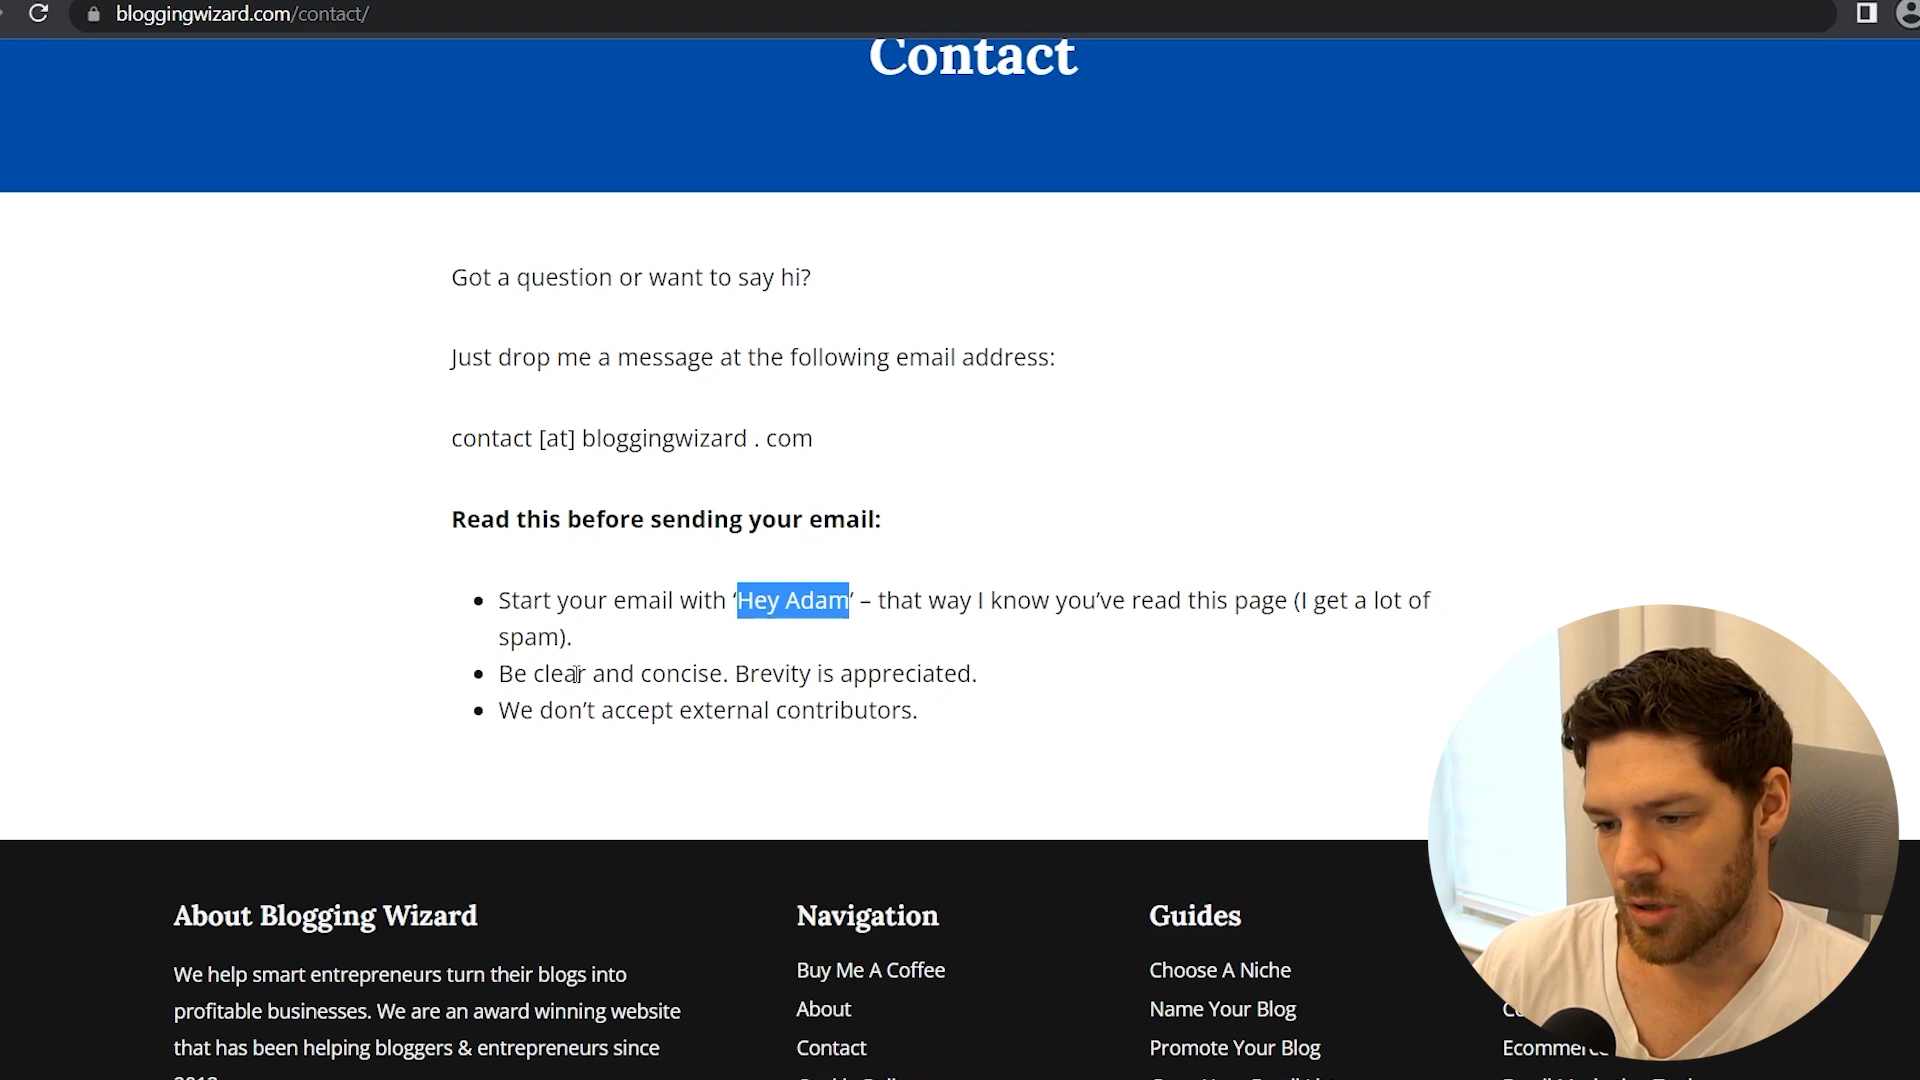 bloggingwizard.com/contact/
Contact
Got a question or want to say hi?
Just drop me a message at the following email address:
contact [at] bloggingwizard . com
Read this before sending your email:
• Start your email with ‘Hey Adam’ – that way I know you’ve read this page (I get a lot of
spam).
• Be clear and concise. Brevity is appreciated.
• We don’t accept external contributors.
About Blogging Wizard
We help smart entrepreneurs turn their blogs into
profitable businesses. We are an award winning website
that has been helping bloggers & entrepreneurs since
Navigation
Buy Me A Coffee
About
Contact
Guides
Choose A Niche
Name Your Blog
Promote Your Blog
Ecommerce